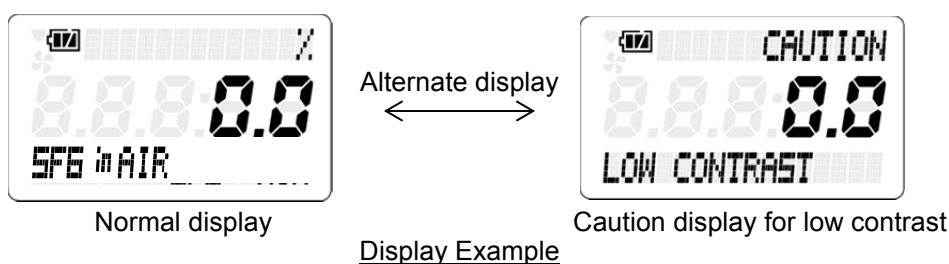 %
0.0
SF6 in AIR
Alternate display
CAUTION
0.0
LOW CONTRAST
Normal display
Caution display for low contrast
Display Example